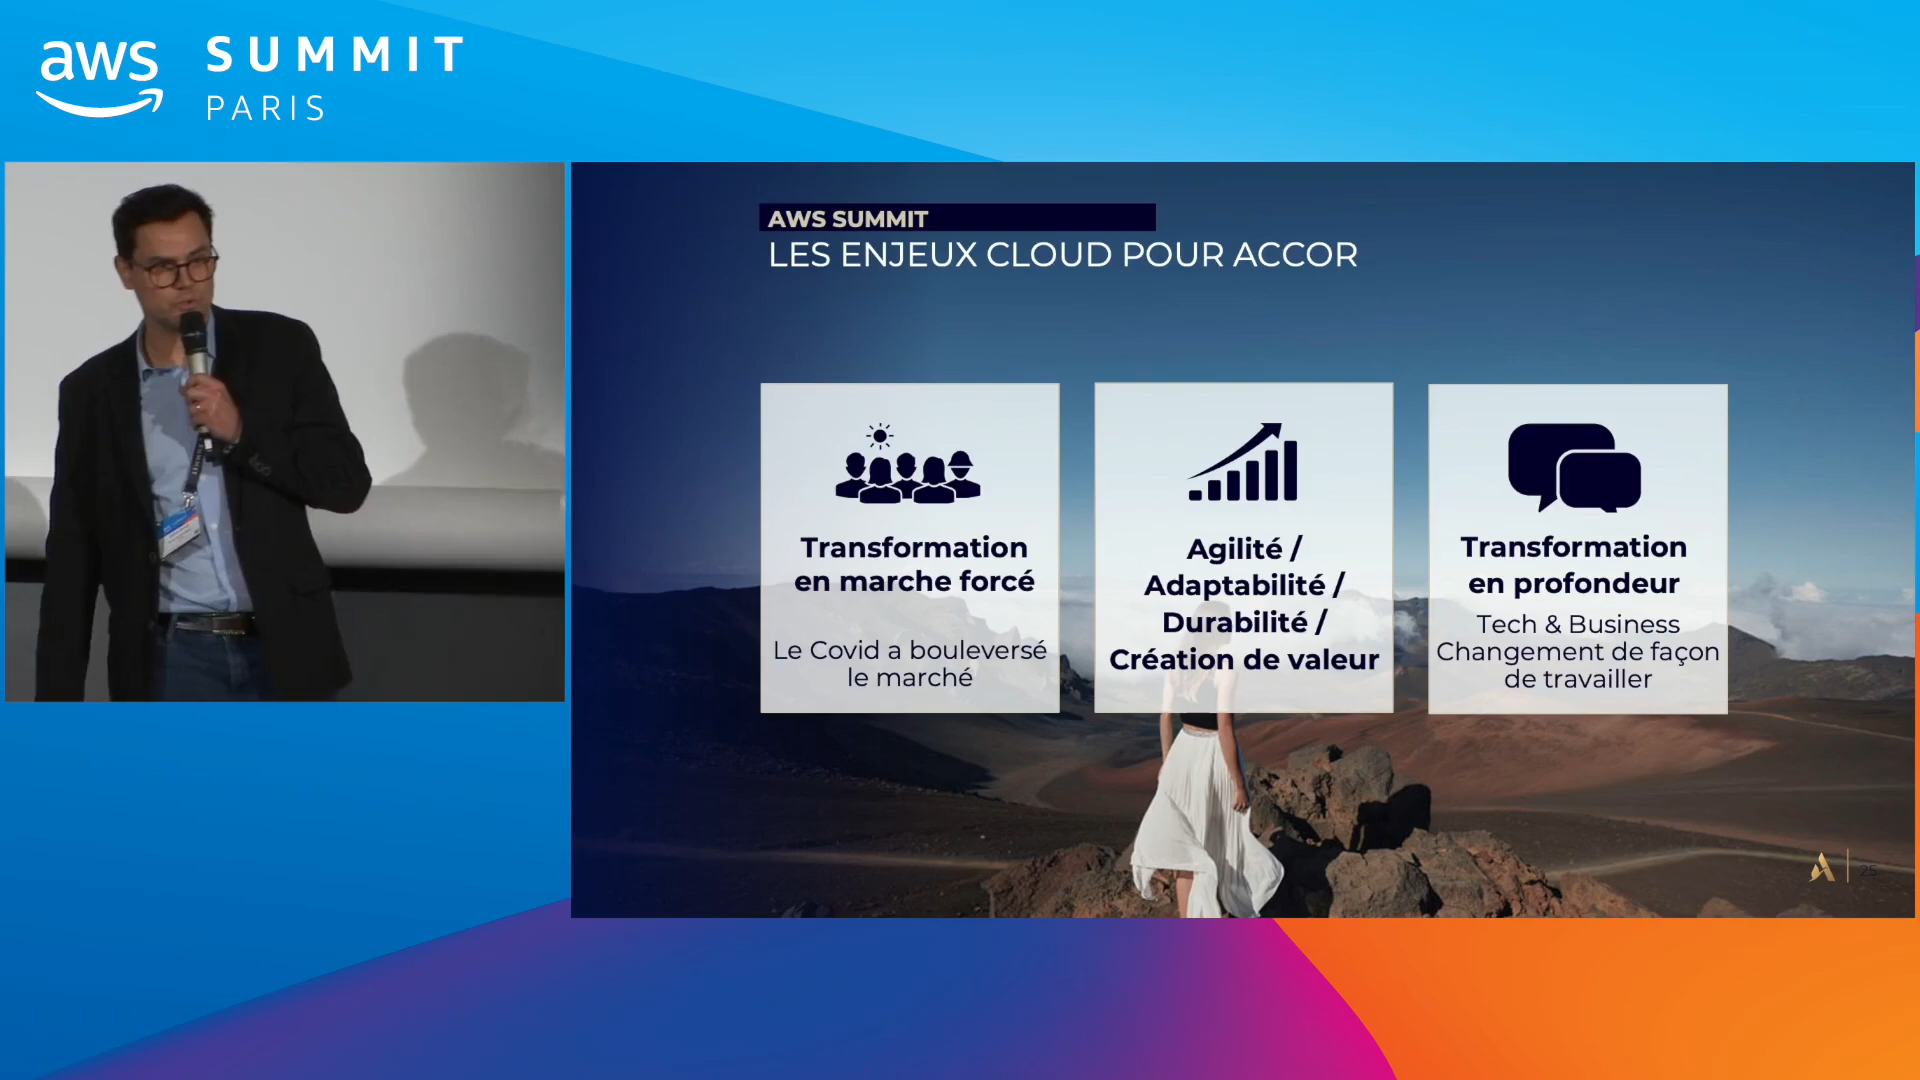 aws
SUMMIT
PARIS
AWS SUMMIT
LES ENJEUX CLOUD POUR ACCOR
Transformation
en marche forcé
Le Covid a bouleversé
le marché
Agilité /
Adaptabilité /
Durabilité /
Création de valeur
Transformation
en profondeur
Tech & Business
Changement de façon
de travailler
25